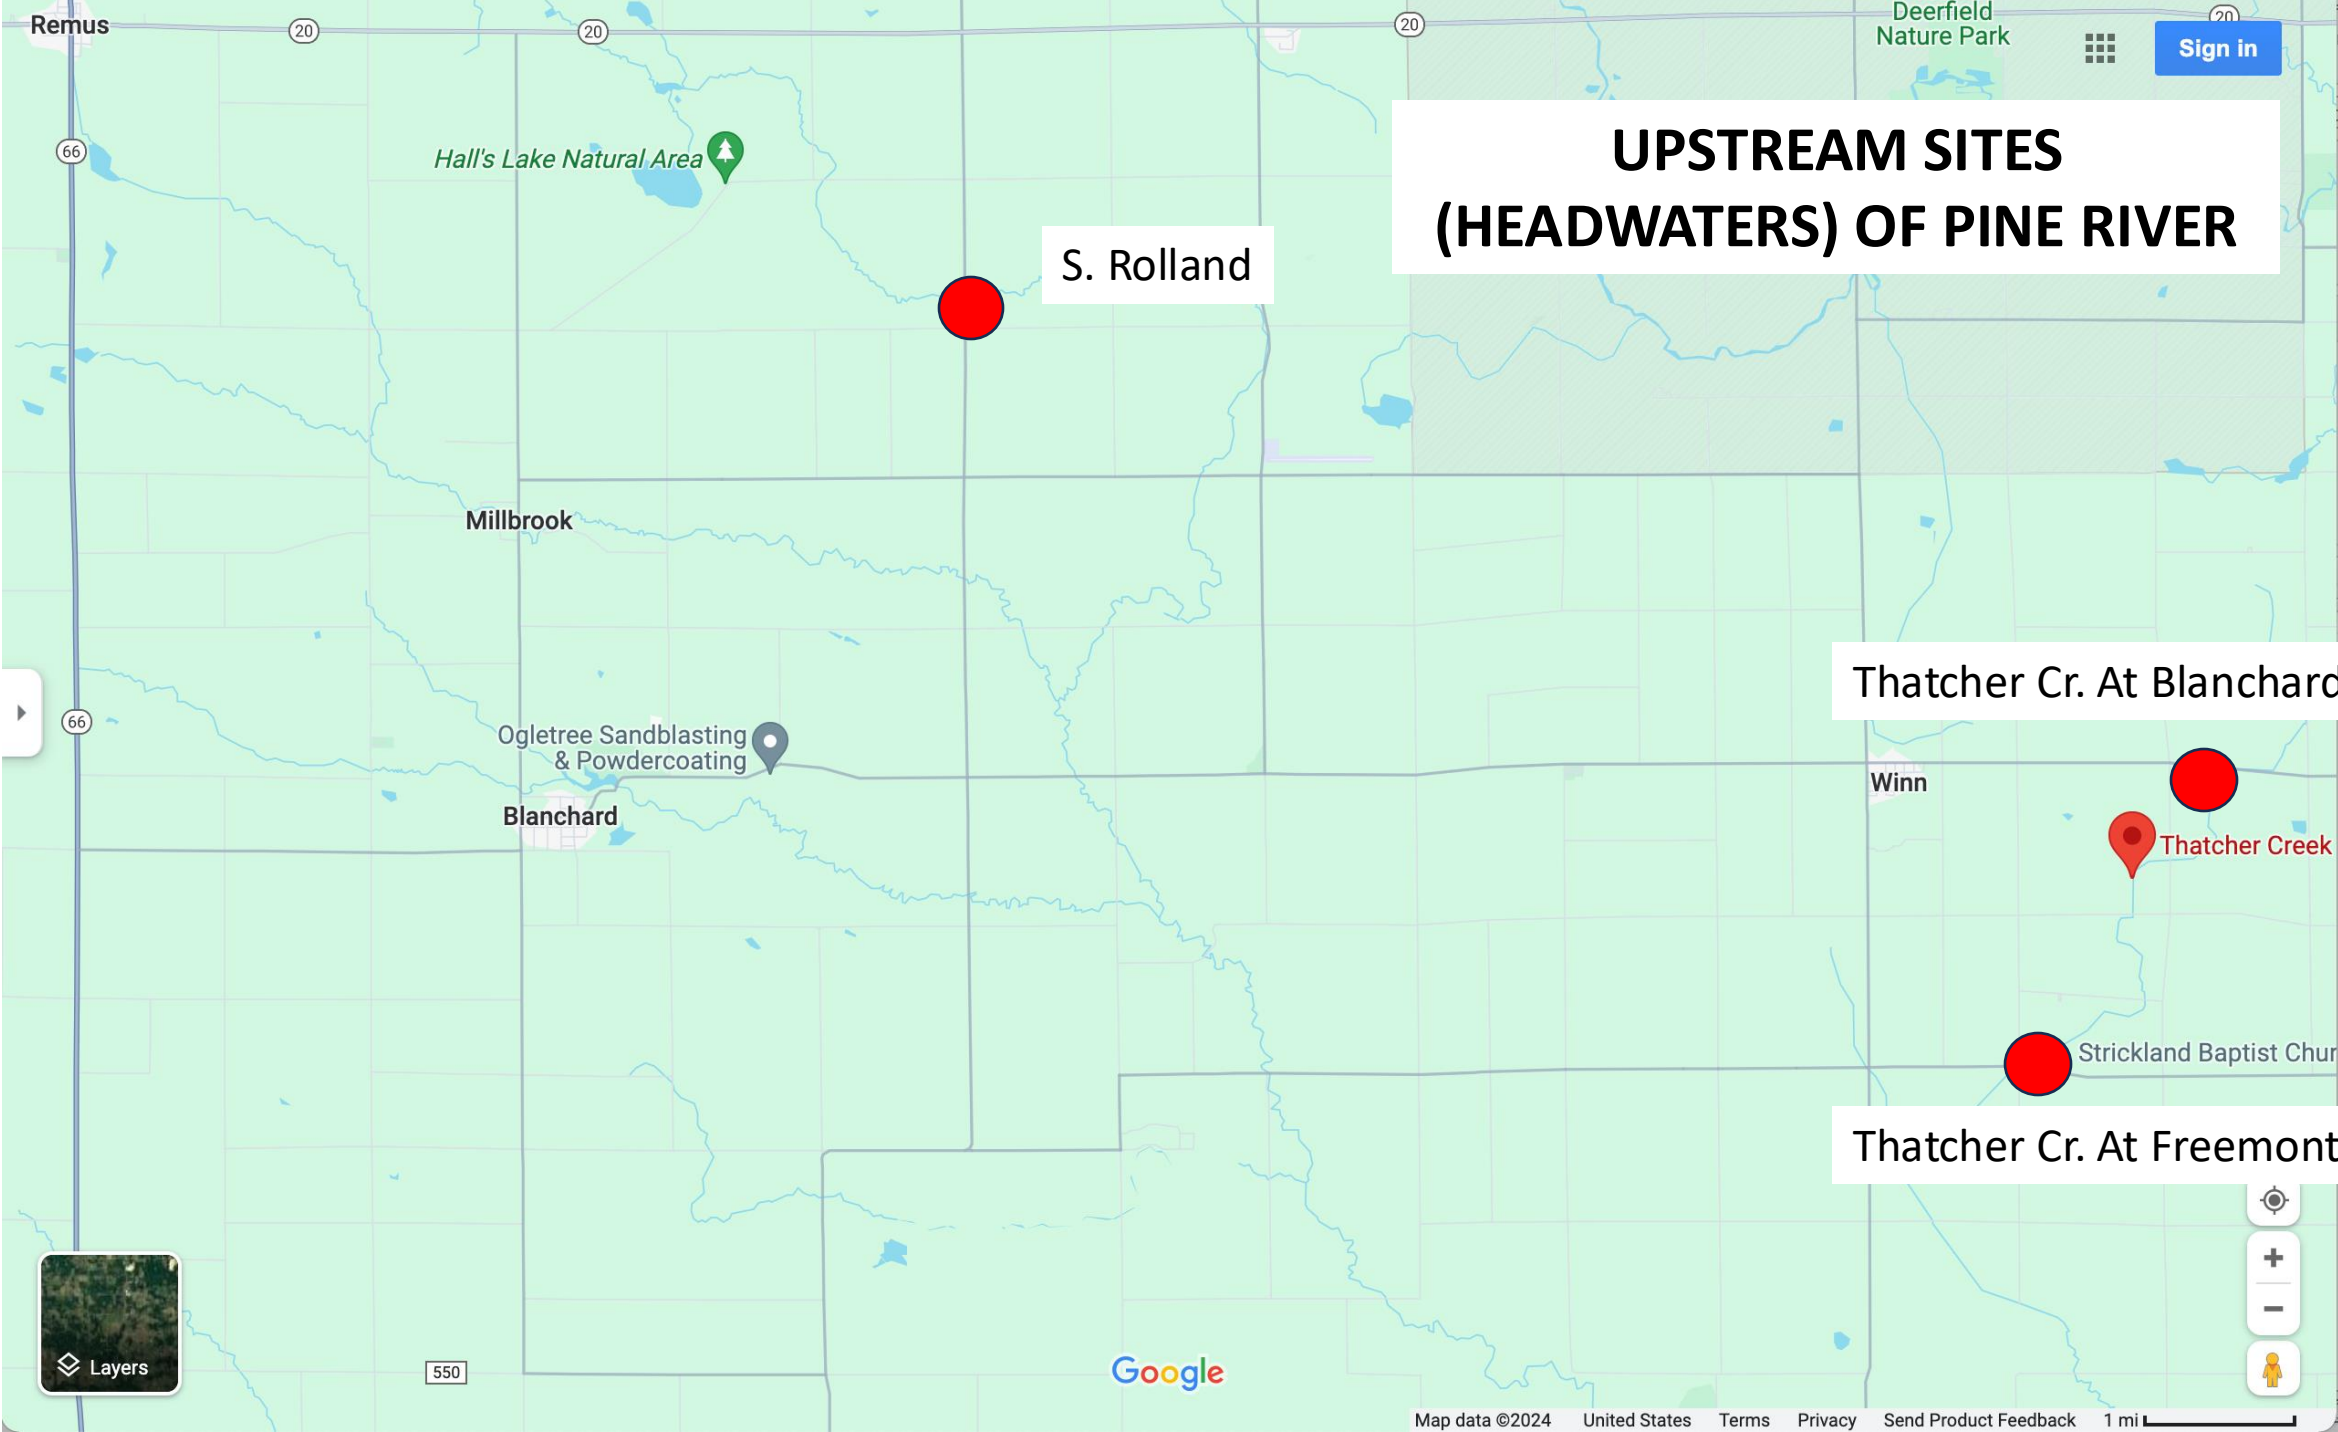 Remus
20
20
20
20
Deerfield
Nature Park
Sign in
66
Hall's Lake Natural Area
UPSTREAM SITES
(HEADWATERS) OF PINE RIVER
S. Rolland
Millbrook
Thatcher Cr. At Blanchard
66
Ogletree Sandblasting
& Powdercoating
Blanchard
Winn
Thatcher Creek
Strickland Baptist Chur
Thatcher Cr. At Freemont
Layers
550
Google
Map data ©2024 United States Terms Privacy Send Product Feedback 1 mi